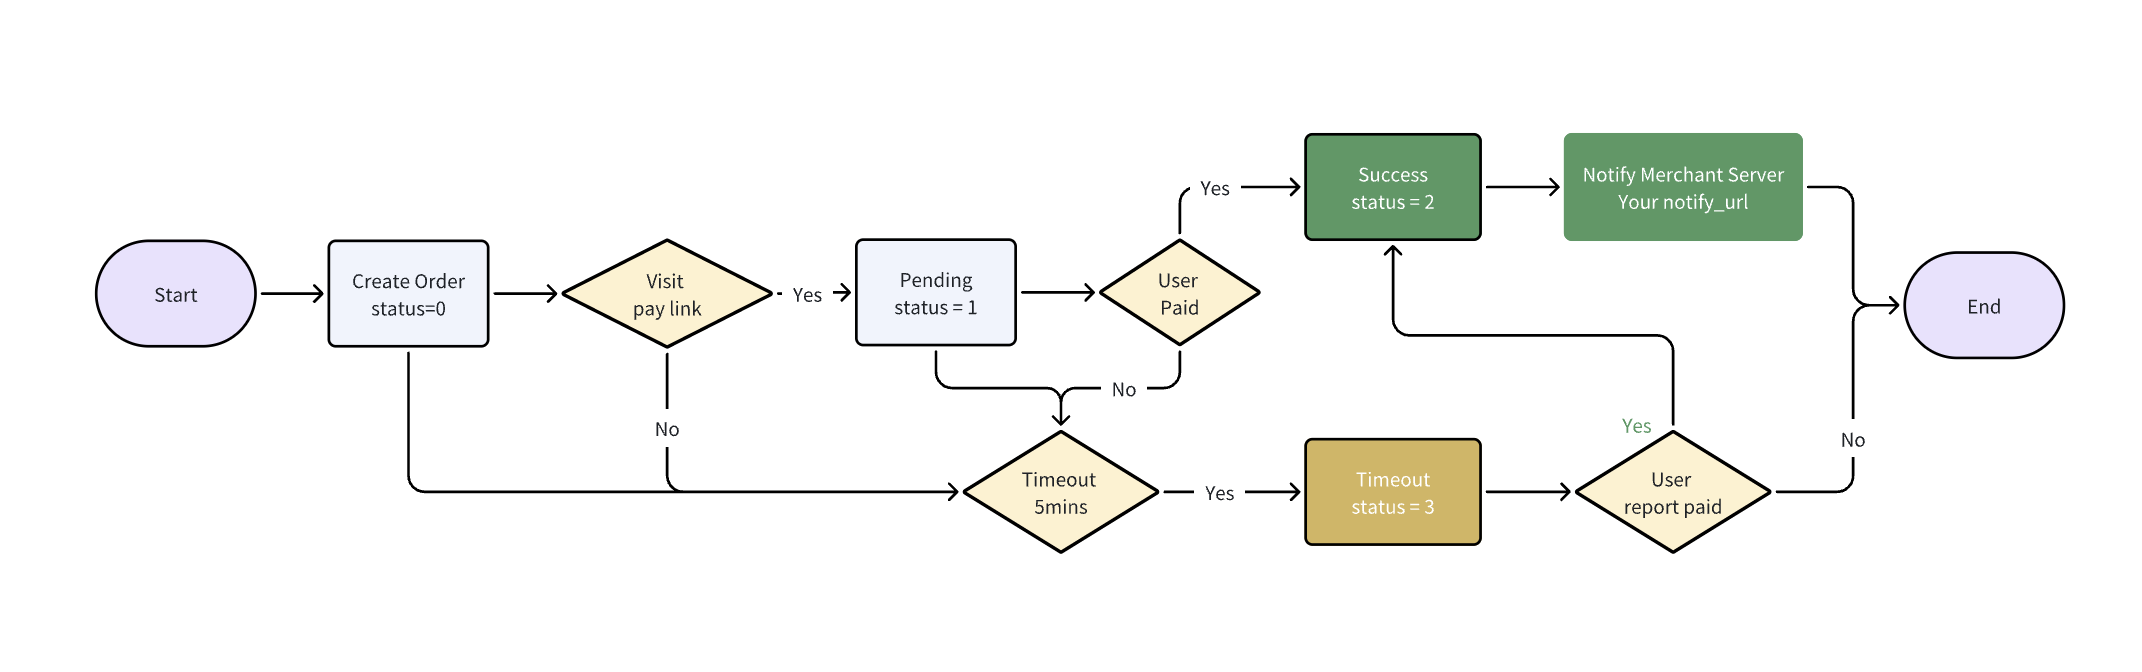 Start
Create Order
status=0
Visit
pay link
Yes
No
Pending
status = 1
User
Paid
Yes
No
Success
status = 2
Notify Merchant Server
Your notify_url
Timeout
5mins
Yes
Timeout
status = 3
User
report paid
Yes
No
End